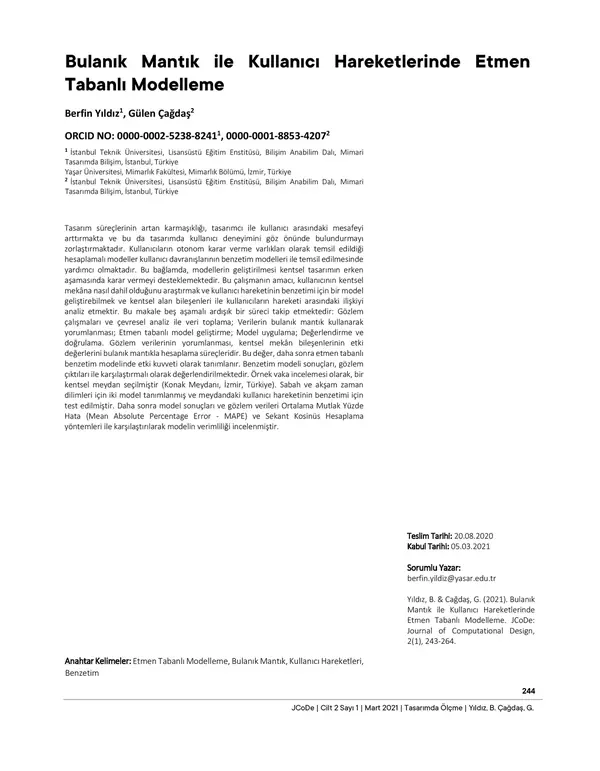 Bulanık Mantık ile Kullanıcı Hareketlerinde Etmen
Tabanlı Modelleme
Berfin Yıldız¹, Gülen Çağdaş²
ORCID NO: 0000-0002-5238-8241¹, 0000-0001-8853-4207²
¹ İstanbul Teknik Üniversitesi, Lisansüstü Eğitim Enstitüsü, Bilişim Anabilim Dalı, Mimari
Tasarımda Bilişim, İstanbul, Türkiye
Yaşar Üniversitesi, Mimarlık Fakültesi, Mimarlık Bölümü, İzmir, Türkiye
² İstanbul Teknik Üniversitesi, Lisansüstü Eğitim Enstitüsü, Bilişim Anabilim Dalı, Mimari
Tasarımda Bilişim, İstanbul, Türkiye
Tasarım süreçlerinin artan karmaşıklığı, tasarımcı ile kullanıcı arasındaki mesafeyi
arttırmakta ve bu da tasarımda kullanıcı deneyimini göz önünde bulundurmayı
zorlaştırmaktadır. Kullanıcıların otonom karar verme varlıkları olarak temsil edildiği
hesaplamalı modeller kullanıcı davranışlarının benzetim modelleri ile temsil edilmesinde
yardımcı olmaktadır. Bu bağlamda, modellerin geliştirilmesi kentsel tasarımın erken
aşamasında karar vermeyi desteklemektedir. Bu çalışmanın amacı, kullanıcının kentsel
mekâna nasıl dahil olduğunu araştırmak ve kullanıcı hareketinin benzetimi için bir model
geliştirebilmek ve kentsel alan bileşenleri ile kullanıcıların hareketi arasındaki ilişkiyi
analiz etmektir. Bu makale beş aşamalı ardışık bir süreci takip etmektedir: Gözlem
çalışmaları ve çevresel analiz ile veri toplama; Verilerin bulanık mantık kullanarak
yorumlanması; Etmen tabanlı model geliştirme; Model uygulama; Değerlendirme ve
doğrulama. Gözlem verilerinin yorumlanması, kentsel mekân bileşenlerinin etki
değerlerini bulanık mantıkla hesaplama süreçleridir. Bu değer, daha sonra etmen tabanlı
benzetim modelinde etki kuvveti olarak tanımlanır. Benzetim modeli sonuçları, gözlem
çıktıları ile karşılaştırmalı olarak değerlendirilmektedir. Örnek vaka incelemesi olarak, bir
kentsel meydan seçilmiştir (Konak Meydanı, İzmir, Türkiye). Sabah ve akşam zaman
dilimleri için iki model tanımlanmış ve meydandaki kullanıcı hareketinin benzetimi için
test edilmiştir. Daha sonra model sonuçları ve gözlem verileri Ortalama Mutlak Yüzde
Hata (Mean Absolute Percentage Error - MAPE) ve Sekant Kosinüs Hesaplama
yöntemleri ile karşılaştırılarak modelin verimliliği incelenmiştir.
Teslim Tarihi: 20.08.2020
Kabul Tarihi: 05.03.2021
Sorumlu Yazar:
berfin.yildiz@yasar.edu.tr
Yıldız, B. & Çağdaş, G. (2021). Bulanık
Mantık ile Kullanıcı Hareketlerinde
Etmen Tabanlı Modelleme. JCoDe:
Journal of Computational Design,
2(1), 243-264.
Anahtar Kelimeler: Etmen Tabanlı Modelleme, Bulanık Mantık, Kullanıcı Hareketleri,
Benzetim
244
JCoDe | Cilt 2 Sayı 1 | Mart 2021 | Tasarımda Ölçme | Yıldız, B. Çağdaş, G.